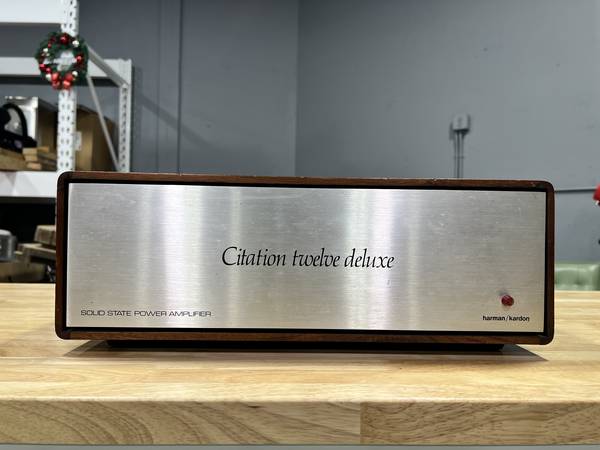 Citation twelve deluxe
SOLID STATE POWER AMPLIFIER
harman/kardon